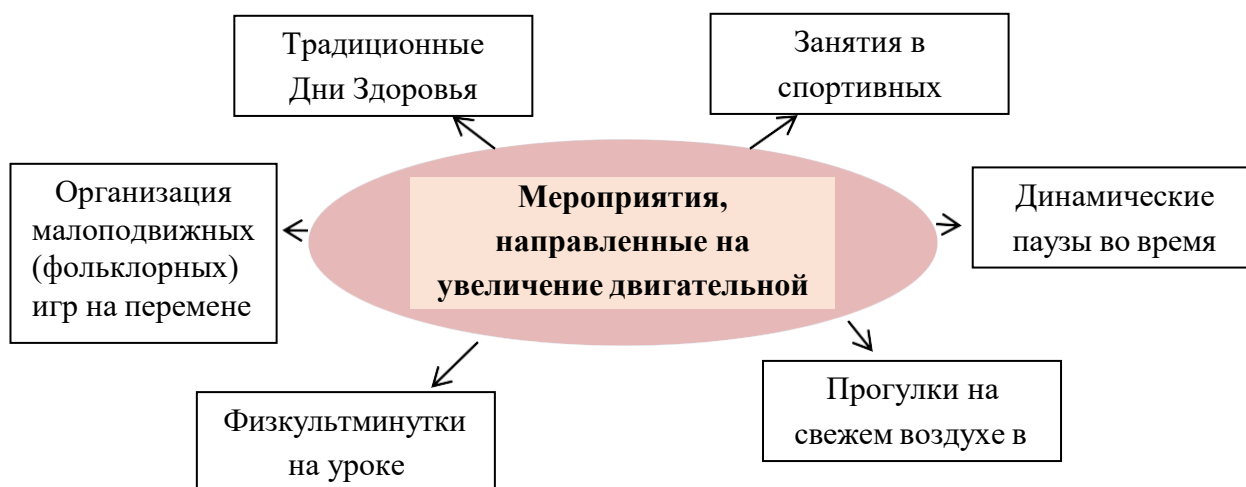 Традиционные
Дни Здоровья
Занятия в
спортивных
Организация
малоподвижных
(фольклорных)
игр на перемене
Мероприятия,
направленные на
увеличение двигательной
Динамические
паузы во время
Физкультминутки
на уроке
Прогулки на
свежем воздухе в